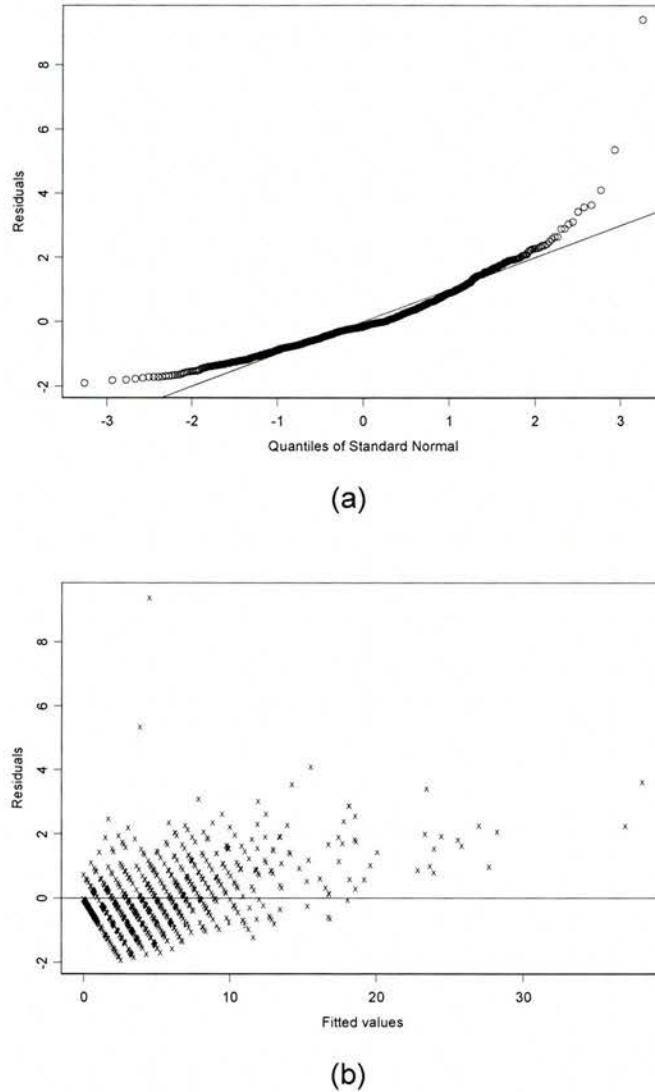 8
6
4
2
0
-2
Residuals
-3 -2 -1 0 1 2 3
Quantiles of Standard Normal
(a)
8
6
4
2
0
-2
Residuals
0 10 20 30
Fitted values
(b)